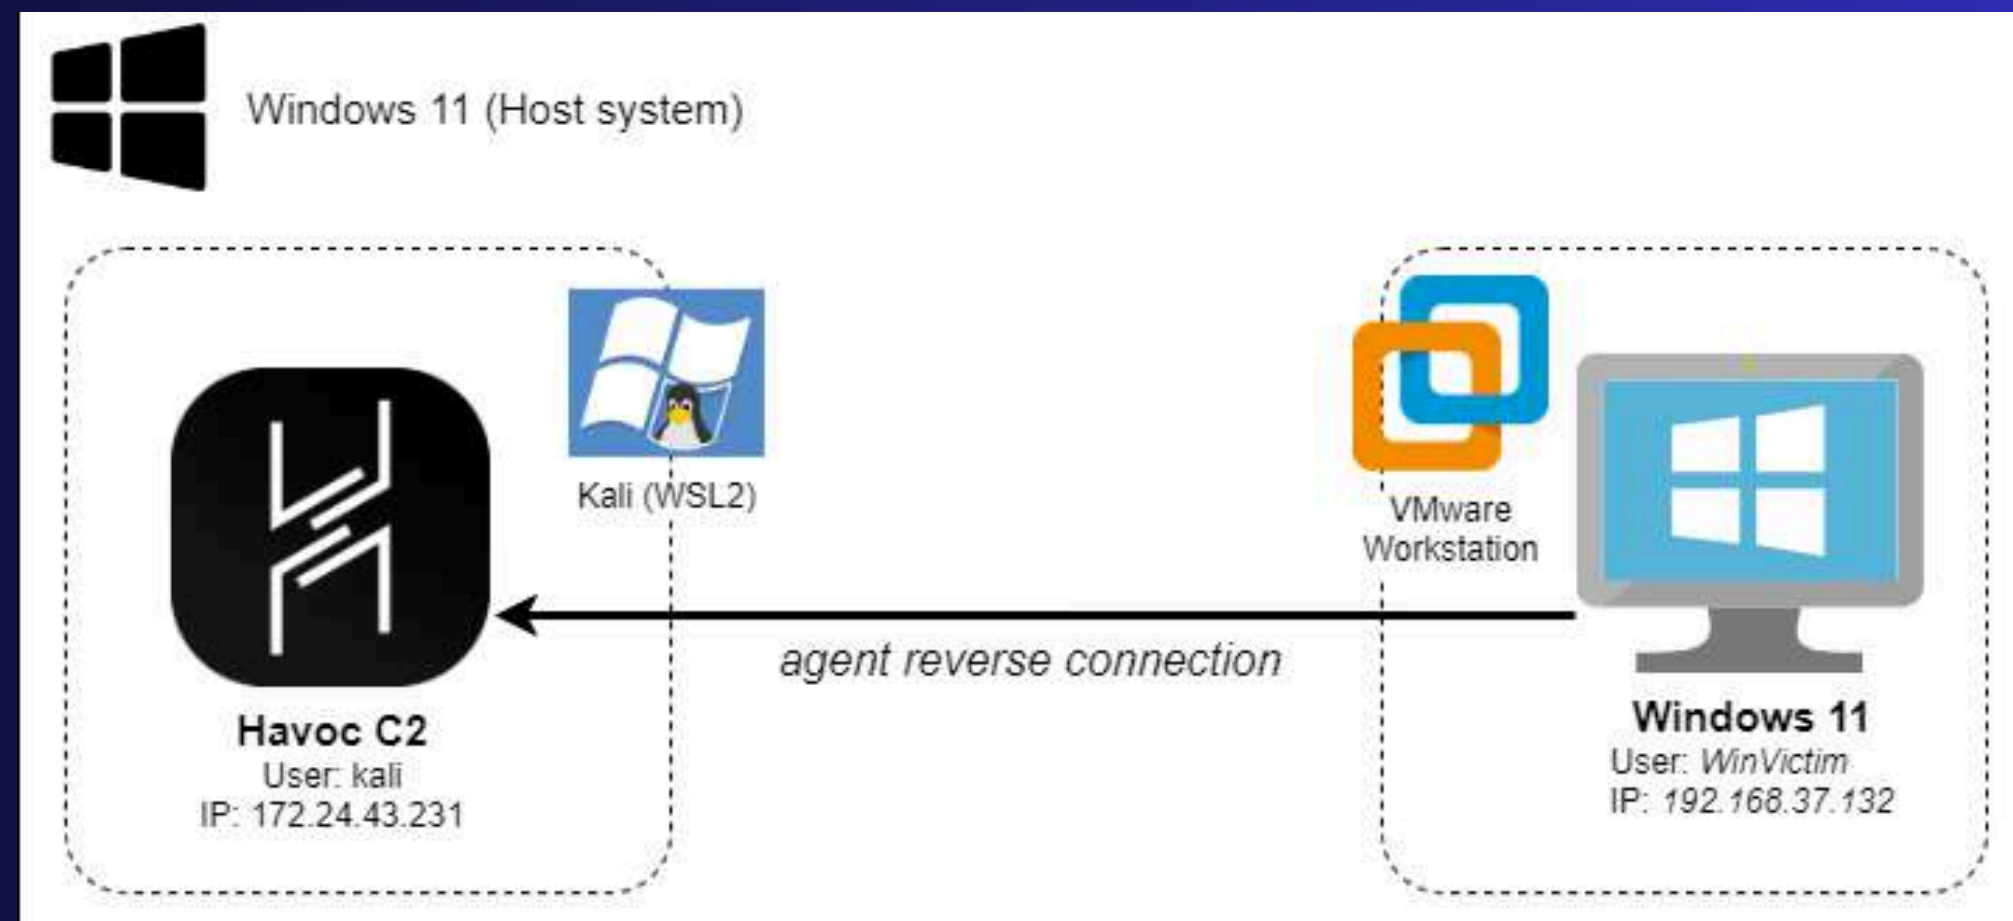 Windows 11 (Host system)
Kali (WSL2)
VMware
Workstation
agent reverse connection
Havoc C2
User: kali
IP: 172.24.43.231
Windows 11
User: WinVictim
IP: 192.168.37.132